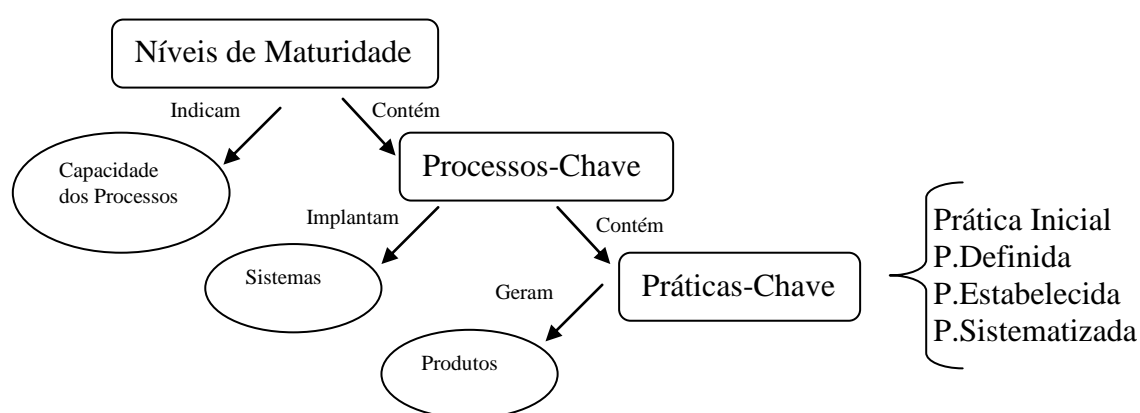 Níveis de Maturidade
Indicam
Contém
Capacidade
dos Processos
Processos-Chave
Implantam
Contém
Sistemas
Geram
Práticas-Chave
Produtos
Prática Inicial
P.Definida
P.Estabelecida
P.Sistematizada